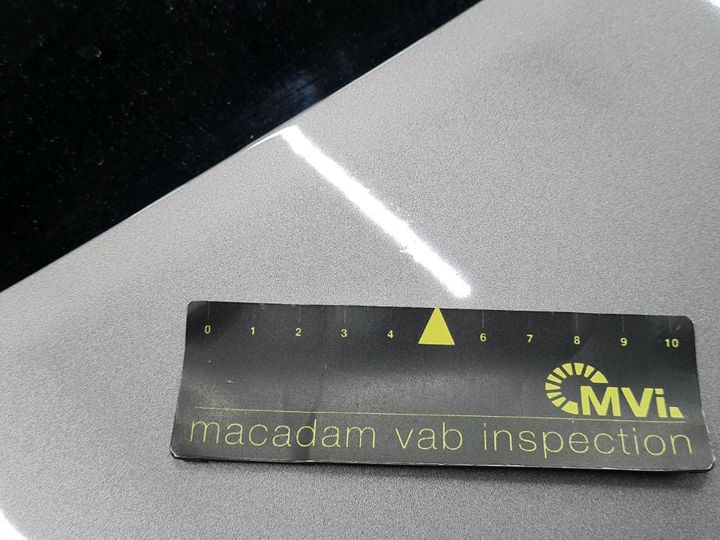 0 1 2 3 4 6 7 8 9 10
MVi.
macadam vab inspection